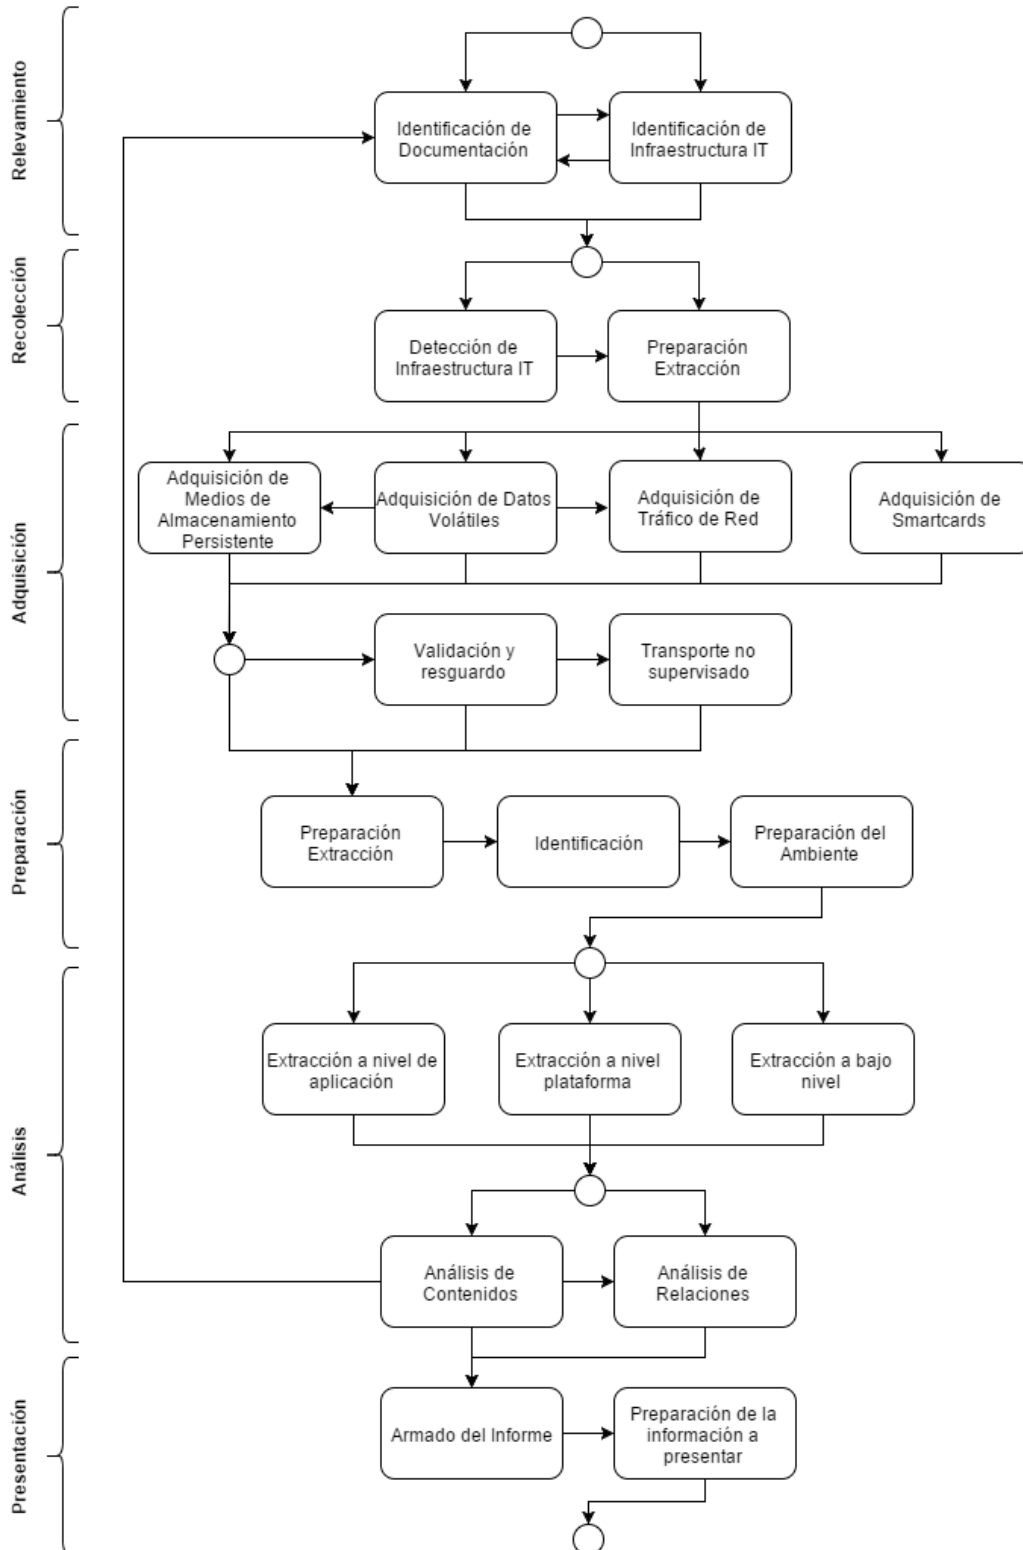 Relevamiento
Identificación de
Documentación
Identificación de
Infraestructura IT
Recolección
Detección de
Infraestructura IT
Preparación
Extracción
Adquisición
Adquisición de
Medios de
Almacenamiento
Persistente
Adquisición de Datos
Volátiles
Adquisición de
Tráfico de Red
Adquisición de
Smartcards
Validación y
resguardo
Transporte no
supervisado
Preparación
Preparación
Extracción
Identificación
Preparación del
Ambiente
Análisis
Extracción a nivel de
aplicación
Extracción a nivel
plataforma
Extracción a bajo
nivel
Análisis de
Contenidos
Análisis de
Relaciones
Presentación
Armado del Informe
Preparación de la
información a
presentar